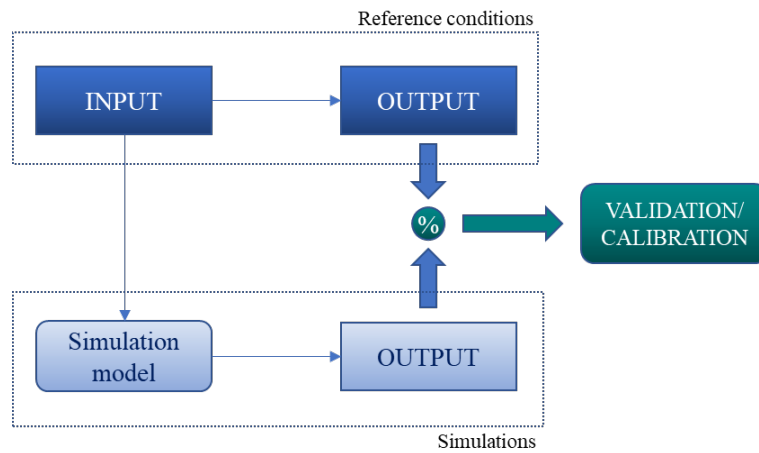 Reference conditions
INPUT
OUTPUT
%
VALIDATION/
CALIBRATION
Simulation
model
OUTPUT
Simulations